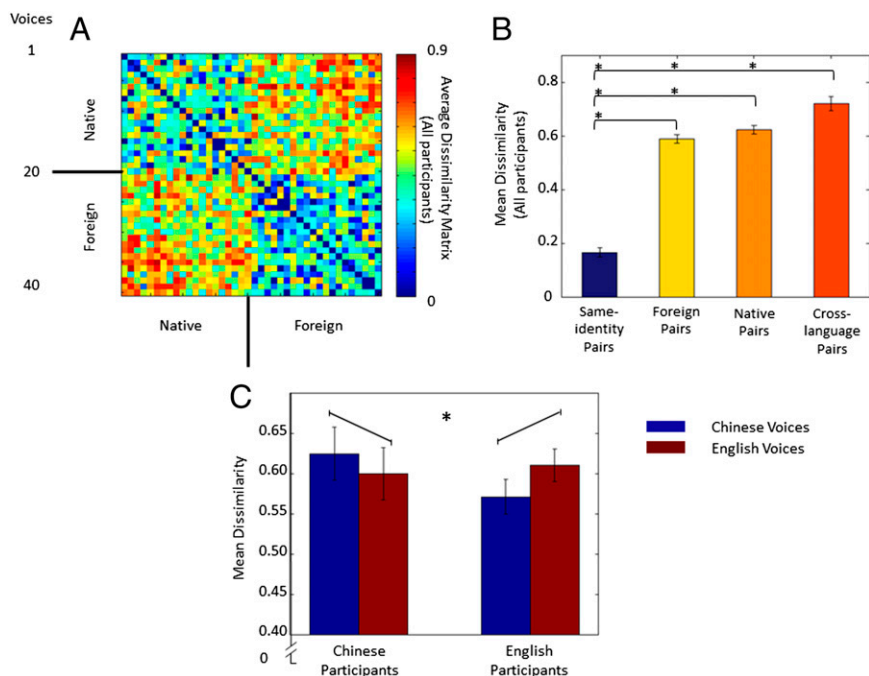 Voices
A
1
Native
20
Foreign
40
Native
Foreign
0.9
Average Dissimilarity Matrix
(All participants)
0
B
Mean Dissimilarity
(All participants)
0.8
0.6
0.4
0.2
0
* * *
* *
*
Same-
identity
Pairs
Foreign
Pairs
Native
Pairs
Cross-
language
Pairs
C
Mean Dissimilarity
0.65
0.60
0.55
0.50
0.45
0.40
0
*
Chinese
Participants
English
Participants
Chinese Voices
English Voices